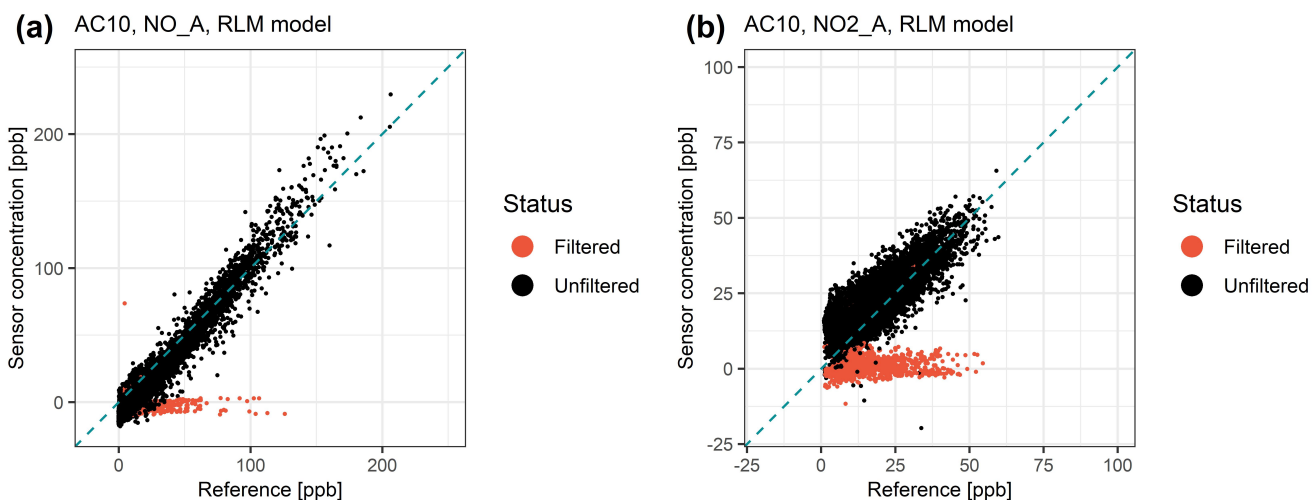 (a) AC10, NO_A, RLM model
Sensor concentration [ppb]
200
100
0
0 100 200
Reference [ppb]
Status
Filtered
Unfiltered
(b) AC10, NO2_A, RLM model
Sensor concentration [ppb]
100
75
50
25
0
-25
-25 0 25 50 75 100
Reference [ppb]
Status
Filtered
Unfiltered